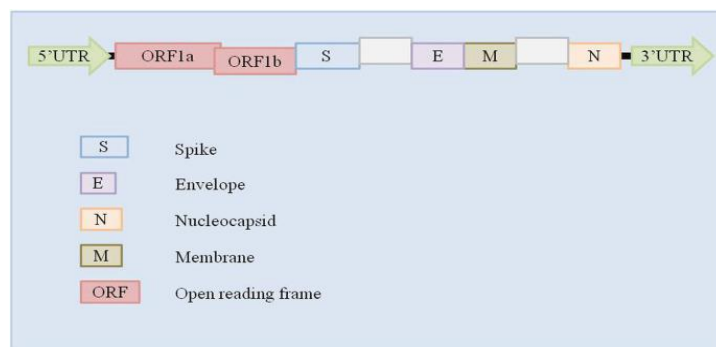 5'UTR ORF1a ORF1b S E M N 3'UTR
S Spike
E Envelope
N Nucleocapsid
M Membrane
ORF Open reading frame